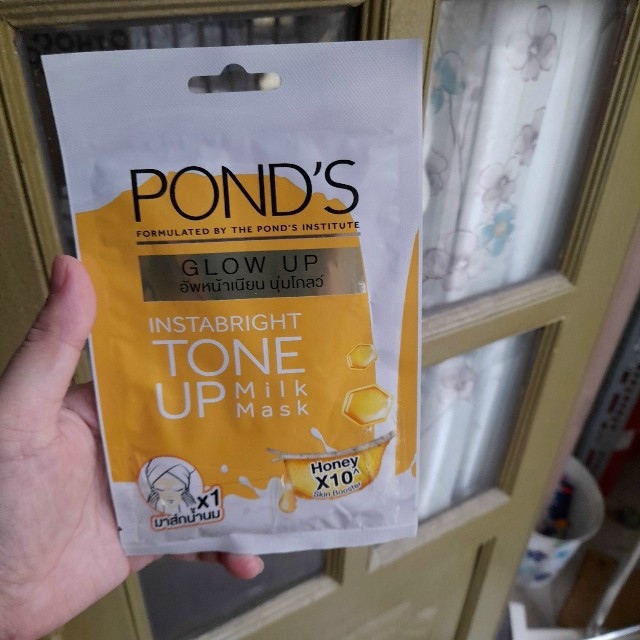 POND'S
FORMULATED BY THE POND'S INSTITUTE
GLOW UP
อัพหน้าเนียน นุ่มโกลว์
INSTABRIGHT
TONE
UP Milk
Mask
Honey
X10^
Skin Booster
X1
มาส์กน้ำนม